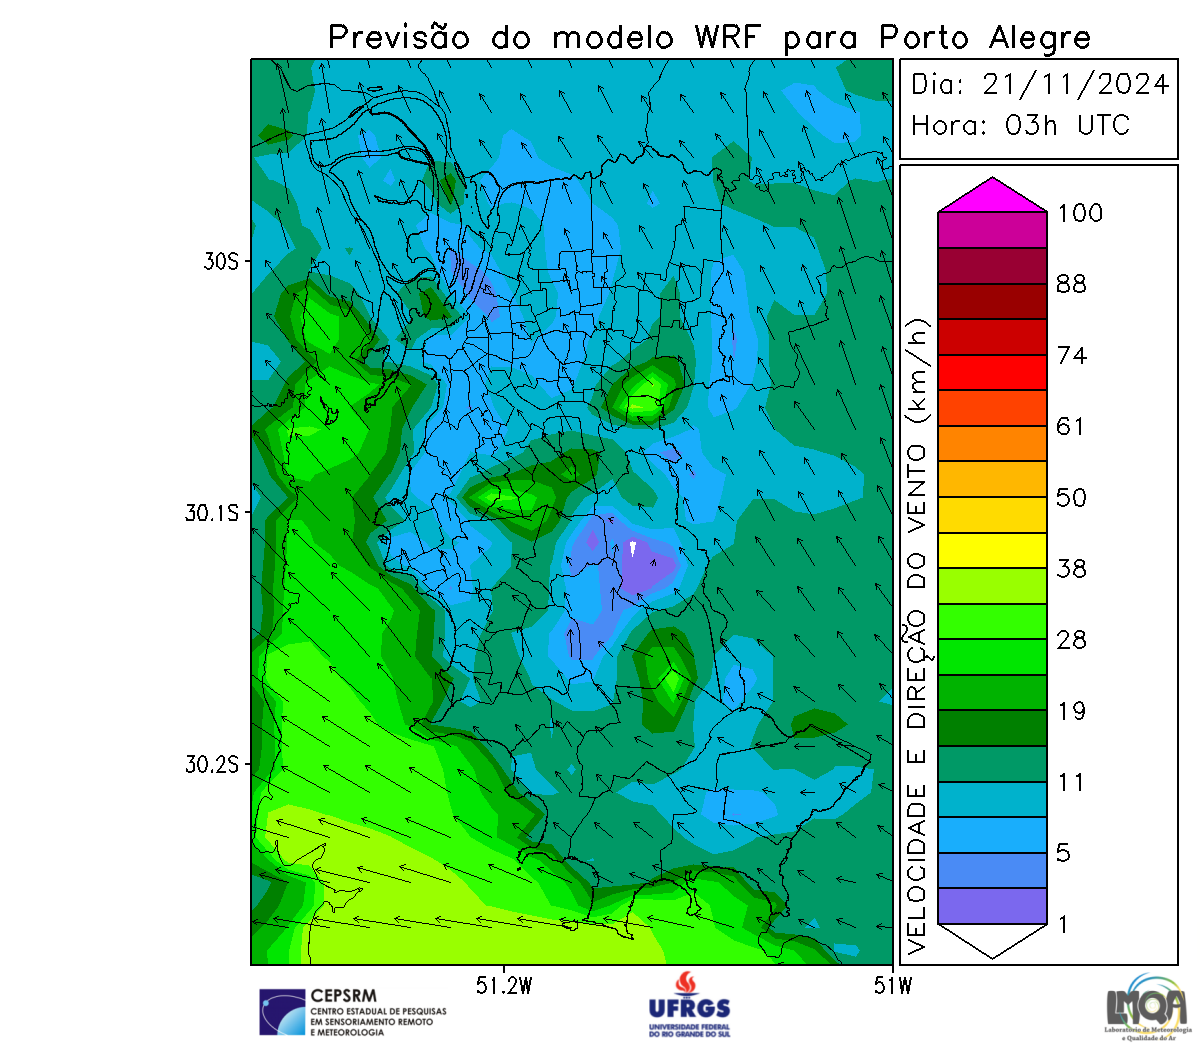 Previsão do modelo WRF para Porto Alegre
Dia: 21/11/2024
Hora: 03h UTC
30S
30.1S
30.2S
51.2W
51W
VELOCIDADE E DIREÇÃO DO VENTO (km/h)
100
88
74
61
50
38
28
19
11
5
1
CEPSRM
CENTRO ESTADUAL DE PESQUISAS
EM SENSORIAMENTO REMOTO
E METEOROLOGIA
UFRGS
UNIVERSIDADE FEDERAL
DO RIO GRANDE DO SUL
LMQA
Laboratório de Meteorologia
e Qualidade do Ar